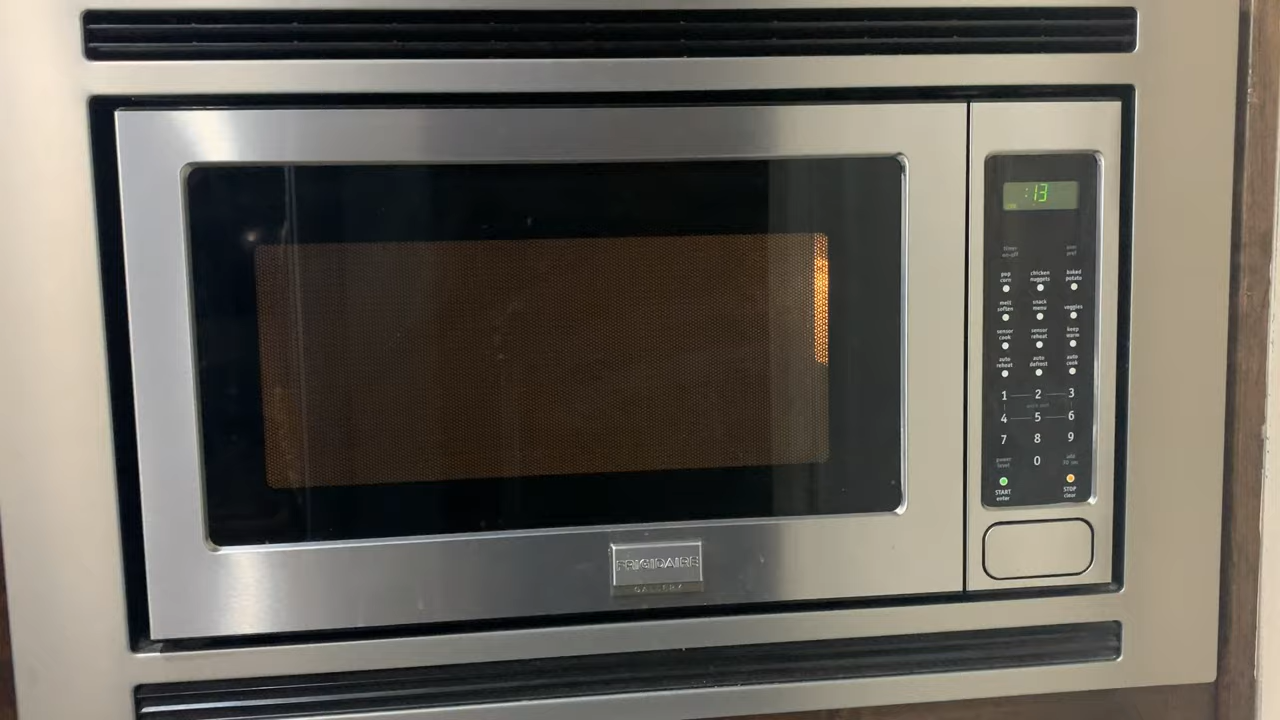 :13
timer
on-off
user
pref
pop
corn
chicken
nuggets
baked
potato
melt
soften
snack
menu
veggies
sensor
cook
sensor
reheat
keep
warm
auto
reheat
auto
defrost
auto
cook
1 2 3
4 5 6
7 8 9
0
power
level
add
30 sec
START
enter
STOP
clear
FRIGIDAIRE
GALLERY